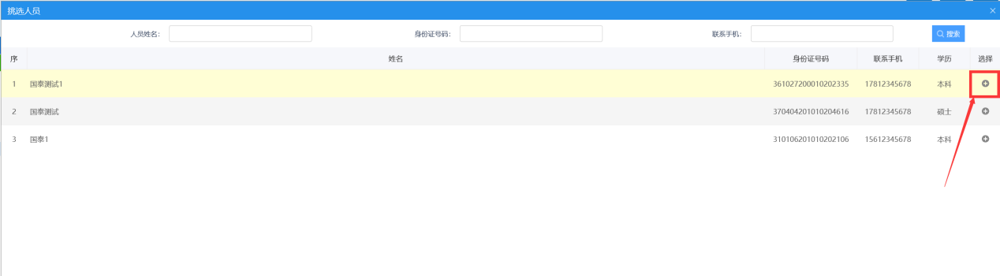 挑选人员
人员姓名: 身份证号码: 联系手机: 搜索
序 姓名 身份证号码 联系手机 学历 选择
1 国泰测试1 361027200010202335 17812345678 本科
2 国泰测试 370404201010204616 17812345678 硕士
3 国泰1 310106201010202106 15612345678 本科